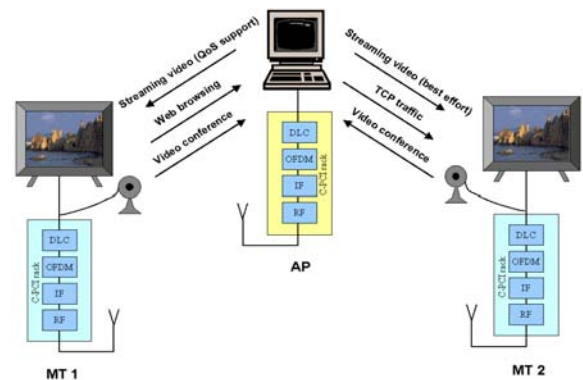 Streaming video (QoS support)
Web browsing
Video conference
Streaming video (best effort)
TCP traffic
Video conference
DLC
OFDM
IF
RF
C-PCI rack
AP
DLC
OFDM
IF
RF
C-PCI rack
MT 1
DLC
OFDM
IF
RF
C-PCI rack
MT 2